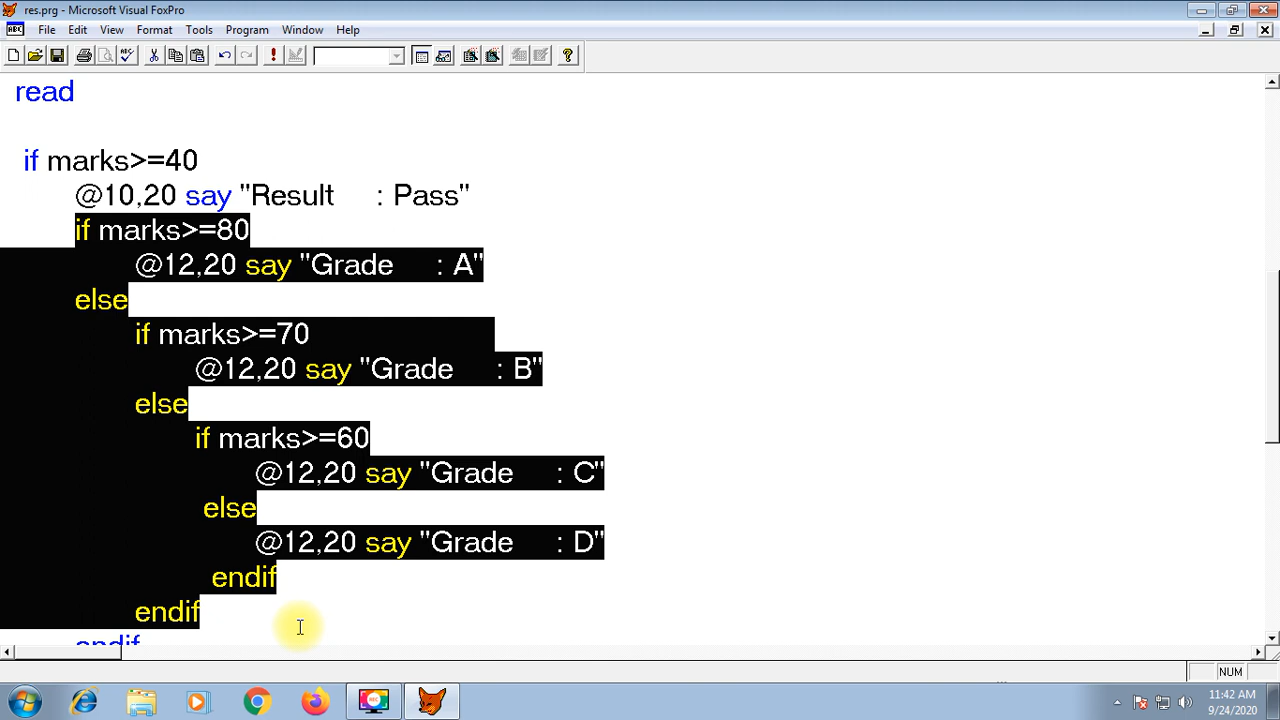 res.prg - Microsoft Visual FoxPro
File Edit View Format Tools Program Window Help
read
if marks>=40
@10,20 say "Result : Pass"
if marks>=80
@12,20 say "Grade : A"
else
if marks>=70
@12,20 say "Grade : B"
else
if marks>=60
@12,20 say "Grade : C"
else
@12,20 say "Grade : D"
endif
endif
endif
NUM
11:42 AM
9/24/2020